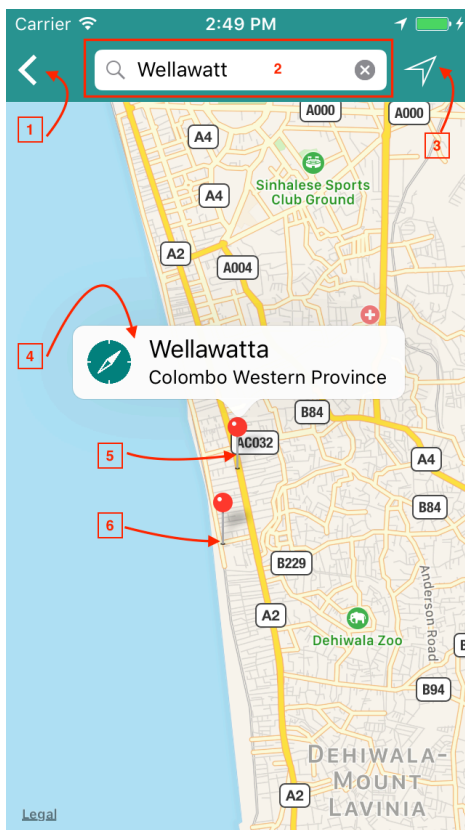 Carrier 2:49 PM
Wellawatt 2
1
3
A000
A000
A4
Sinhalese Sports
Club Ground
A4
A2
A004
4
Wellawatta
Colombo Western Province
B84
AC032
5
A4
B84
6
B229
Anderson Road
A2
Dehiwala Zoo
B94
DEHIWALA-
MOUNT
LAVINIA
A2
Legal